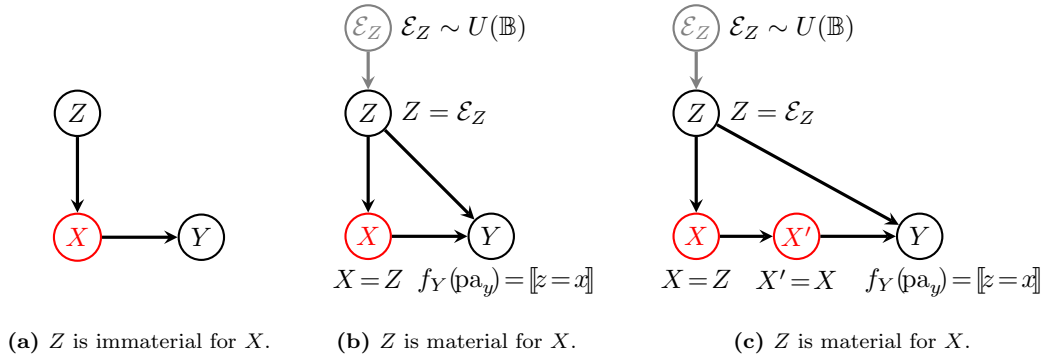 ℰ_Z ℰ_Z ∼ U(𝔹) ℰ_Z ℰ_Z ∼ U(𝔹)
Z Z Z = ℰ_Z Z Z = ℰ_Z
X Y X Y X X′ Y
X = Z f_Y(pa_y) = ⟦z = x⟧ X = Z X′ = X f_Y(pa_y) = ⟦z = x⟧
(a) Z is immaterial for X. (b) Z is material for X. (c) Z is material for X.